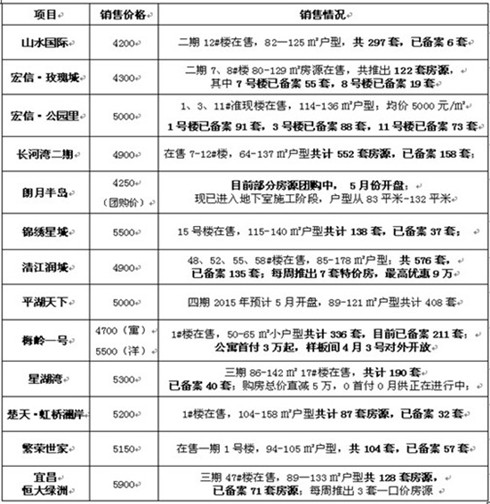 项目 销售价格 销售情况
山水国际 4200 二期 12#楼在售，82—125 ㎡户型，共 297 套，已备案 6 套
宏信·玫瑰城 4300 二期 7、8#楼 80-129 ㎡房源在售，共推出 122 套房源，
其中 7 号楼已备案 55 套，8 号楼已备案 19 套
宏信·公园里 5000 1、3、11#准现楼在售，114-136 ㎡户型；均价 5000 元/㎡
1 号楼已备案 91 套，3 号楼已备案 88 套，11 号楼已备案 73 套
长河湾二期 4900 在售 7-12#楼，64-137 ㎡户型共计 552 套房源，已备案 158 套；
朗月半岛 4250
（团购价） 目前部分房源团购中， 5 月份开盘；
现已进入地下室施工阶段，户型从 83 平米-132 平米
锦绣星城 5500 15 号楼在售，115-140 ㎡户型共计 138 套，已备案 37 套；
清江润城 4900 48、52、55、58#楼在售，85-178 ㎡户型；共 576 套，
已备案 135 套；每周推出 7 套特价房，最高优惠 9 万
平湖天下 5000 四期 2015 年预计 5 月开盘，89-121 ㎡户型共计 408 套
梅岭一号 4700（寓）
5500（洋） 1#楼在售，50-65 ㎡小户型共计 336 套，目前已备案 211 套；
公寓首付 3 万起，样板间 4 月 3 号对外开放
星湖湾 5300 三期 86-142 ㎡ 17#楼在售，共计 190 套
已备案 40 套；购房总价直减 5 万，0 首付 0 月供正在进行中；
楚天·虹桥澜岸 5200 1#楼在售，104-158 ㎡户型共计 87 套房源，已备案 32 套
繁荣世家 5150 在售一期 1 号楼，94-105 ㎡户型，共 104 套，已备案 57 套
宜昌
恒大绿洲 5900 三期 47#楼在售，89—133 ㎡户型共 128 套房源，
已备案 71 套房源；每周推出 3 套一口价房源